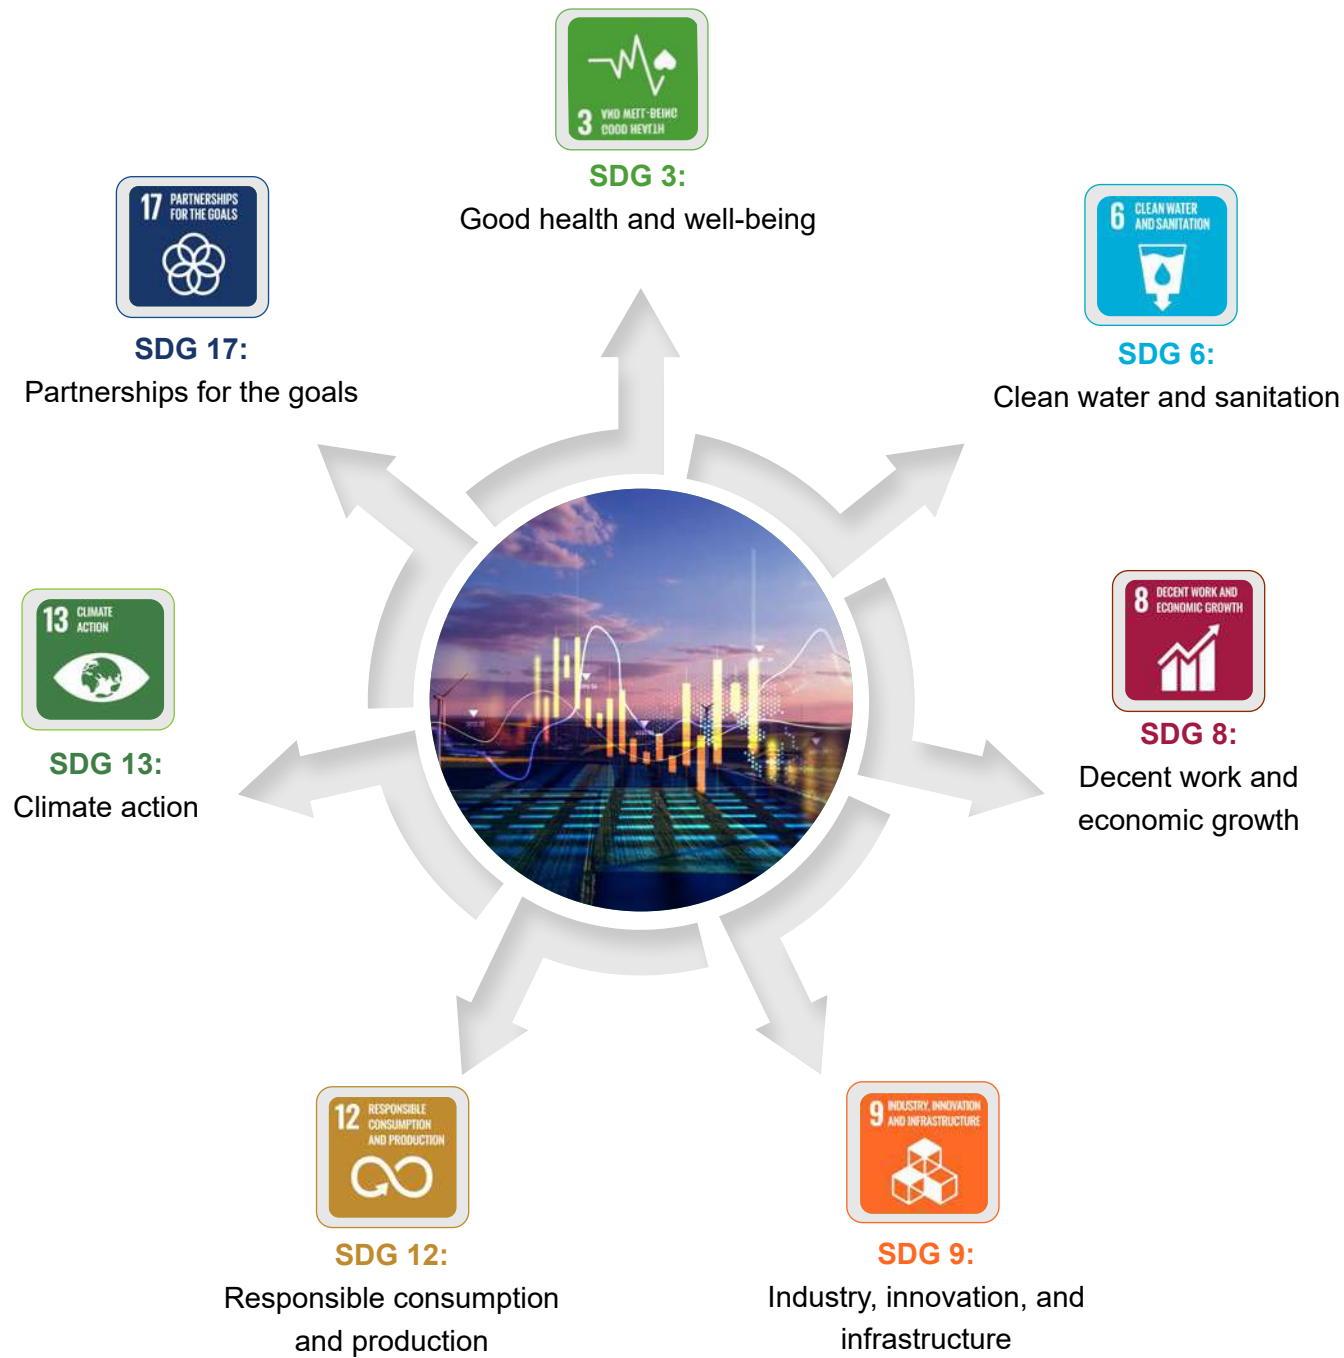 3 AND WELL-BEING
GOOD HEALTH
SDG 3:
Good health and well-being
6 CLEAN WATER
AND SANITATION
SDG 6:
Clean water and sanitation
8 DECENT WORK AND
ECONOMIC GROWTH
SDG 8:
Decent work and
economic growth
9 INDUSTRY, INNOVATION
AND INFRASTRUCTURE
SDG 9:
Industry, innovation, and
infrastructure
12 RESPONSIBLE
CONSUMPTION
AND PRODUCTION
SDG 12:
Responsible consumption
and production
13 CLIMATE
ACTION
SDG 13:
Climate action
17 PARTNERSHIPS
FOR THE GOALS
SDG 17:
Partnerships for the goals